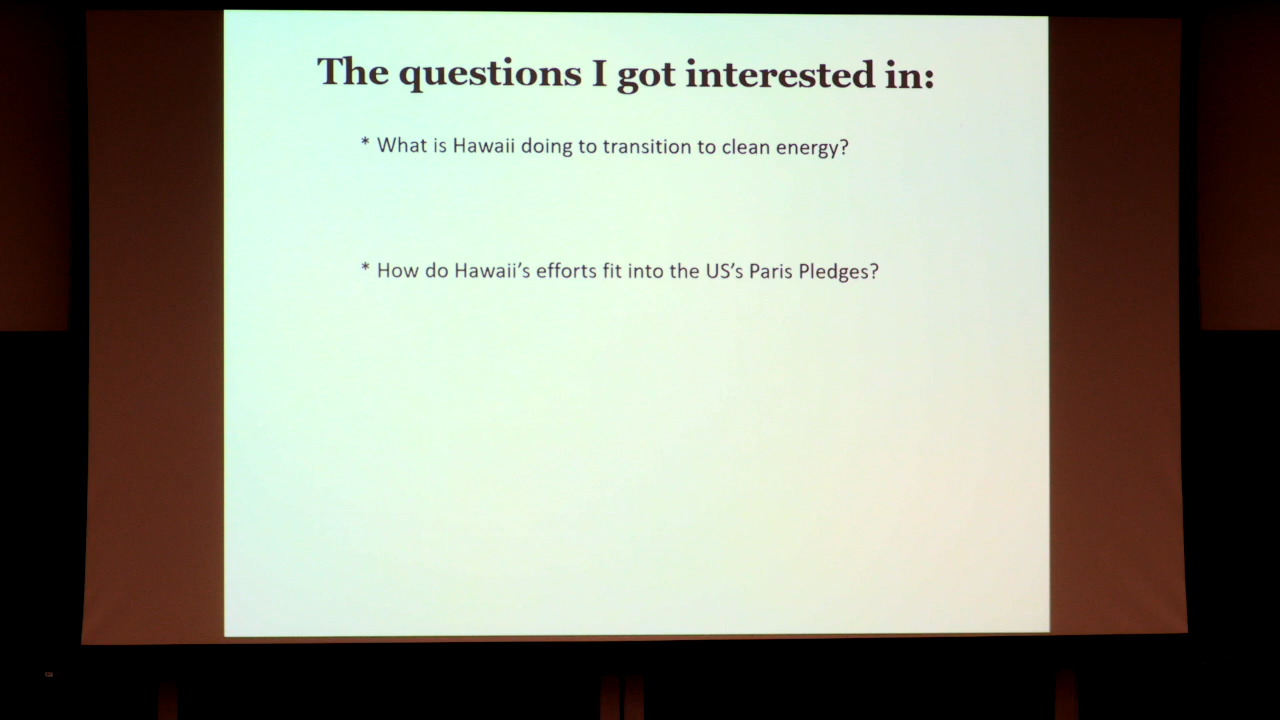 The questions I got interested in:
* What is Hawaii doing to transition to clean energy?
* How do Hawaii's efforts fit into the US's Paris Pledges?